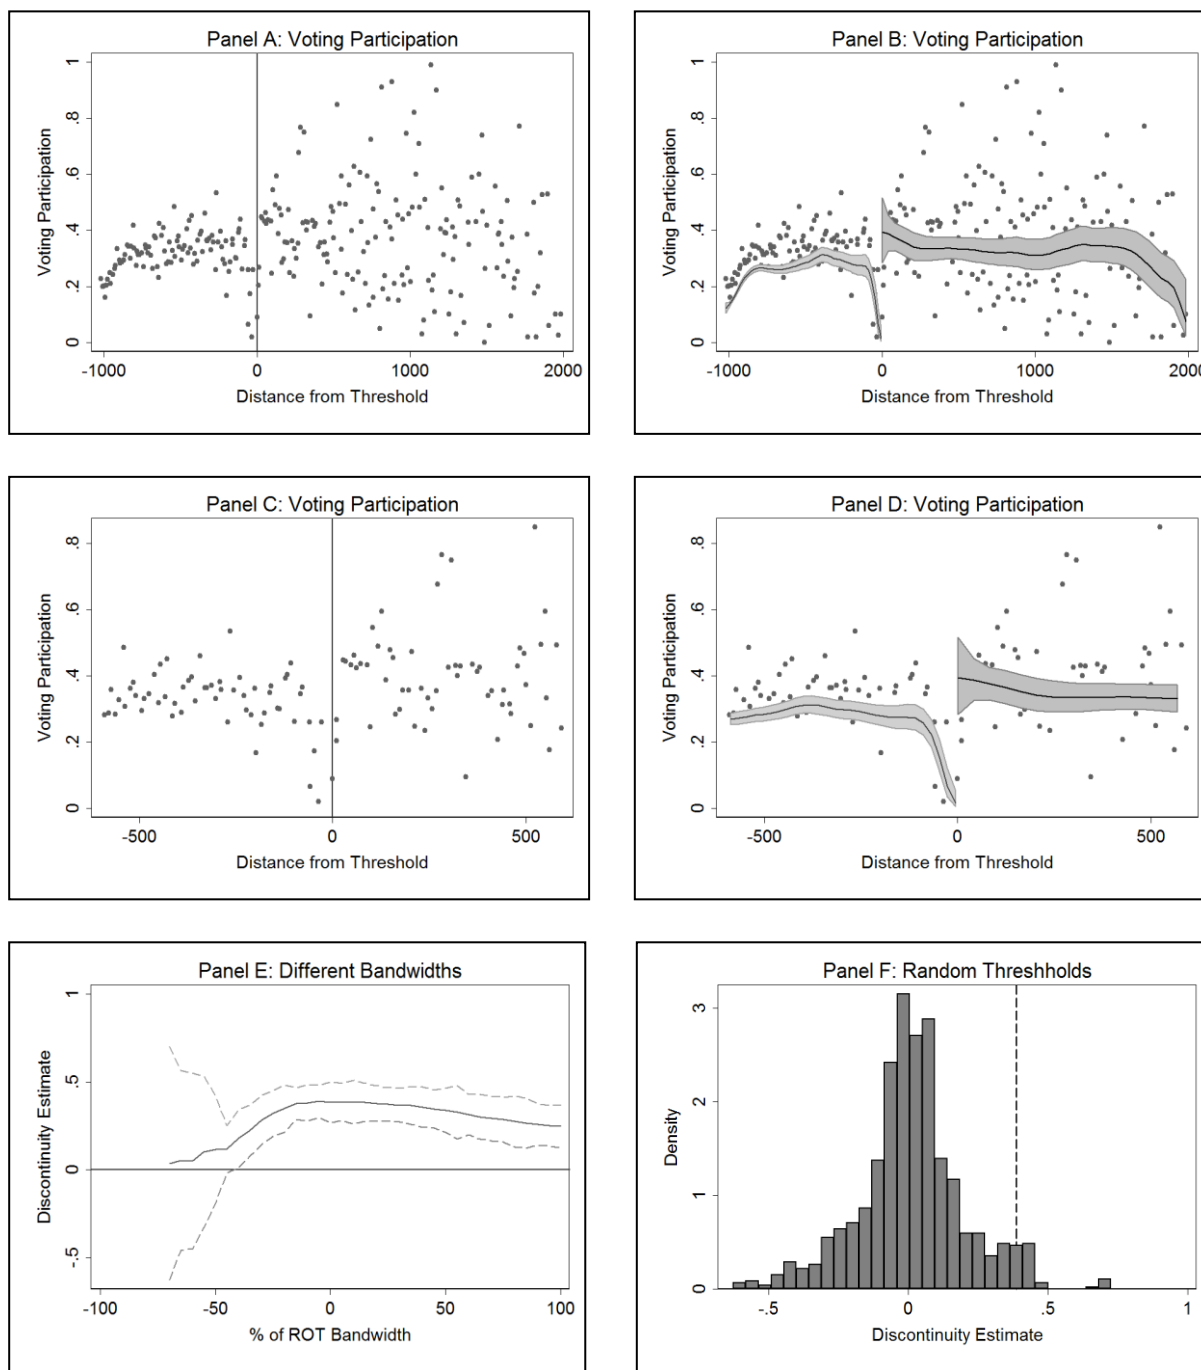 Panel A: Voting Participation
Voting Participation
1
.8
.6
.4
.2
0
-1000
0
1000
2000
Distance from Threshold
Panel B: Voting Participation
Voting Participation
1
.8
.6
.4
.2
0
-1000
0
1000
2000
Distance from Threshold
Panel C: Voting Participation
Voting Participation
.8
.6
.4
.2
0
-500
0
500
Distance from Threshold
Panel D: Voting Participation
Voting Participation
.8
.6
.4
.2
0
-500
0
500
Distance from Threshold
Panel E: Different Bandwidths
Discontinuity Estimate
1
.5
0
-.5
-100
-50
0
50
100
% of ROT Bandwidth
Panel F: Random Threshholds
Density
3
2
1
0
-.5
0
.5
1
Discontinuity Estimate